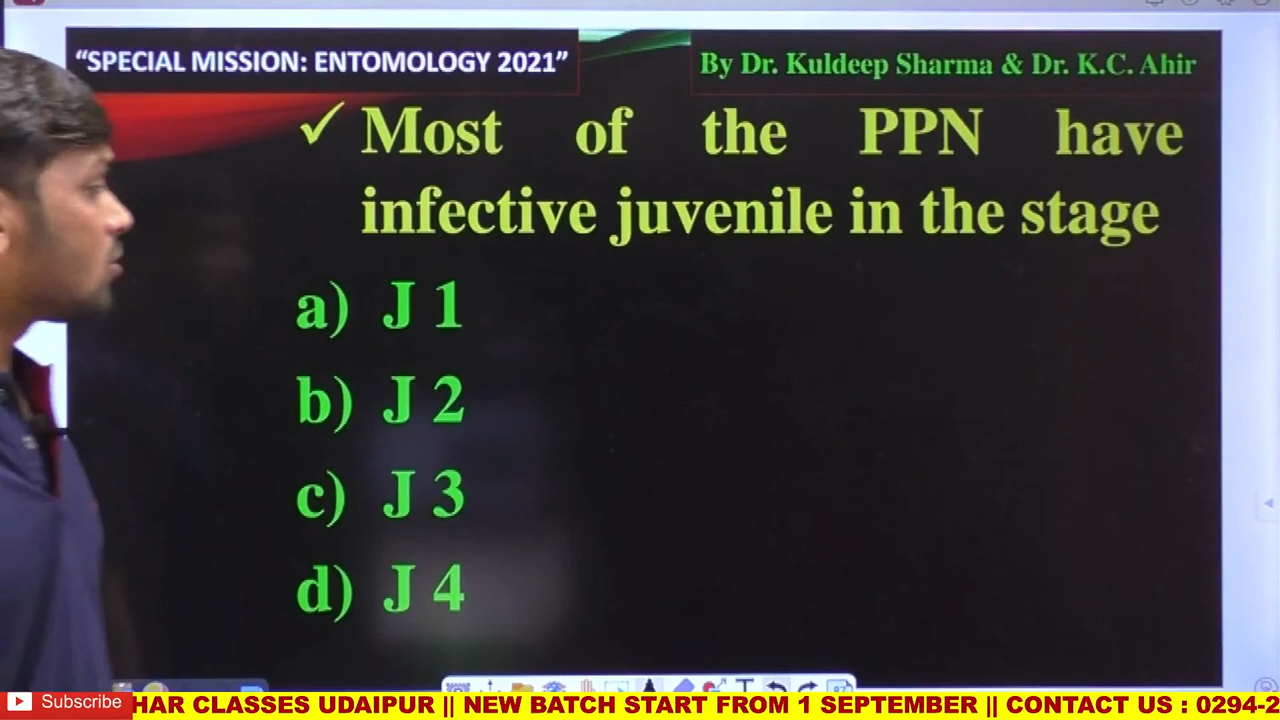 “SPECIAL MISSION: ENTOMOLOGY 2021”
By Dr. Kuldeep Sharma & Dr. K.C. Ahir
✓ Most of the PPN have
infective juvenile in the stage
a) J 1
b) J 2
c) J 3
d) J 4
Subscribe
HAR CLASSES UDAIPUR || NEW BATCH START FROM 1 SEPTEMBER || CONTACT US : 0294-2